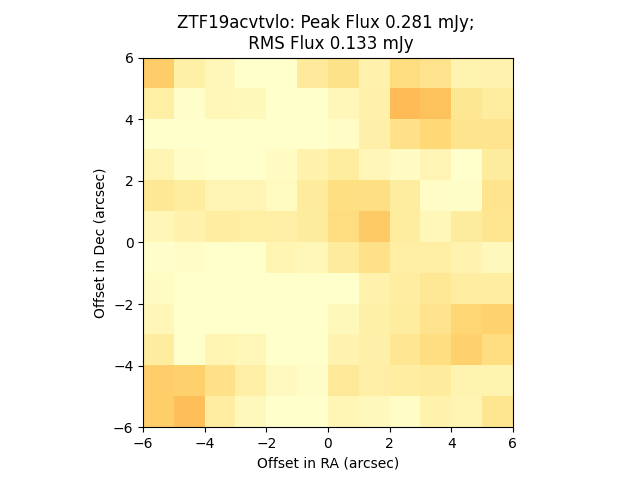 ZTF19acvtvlo: Peak Flux 0.281 mJy;
RMS Flux 0.133 mJy
6
4
2
0
−2
−4
−6
Offset in Dec (arcsec)
−6 −4 −2 0 2 4 6
Offset in RA (arcsec)